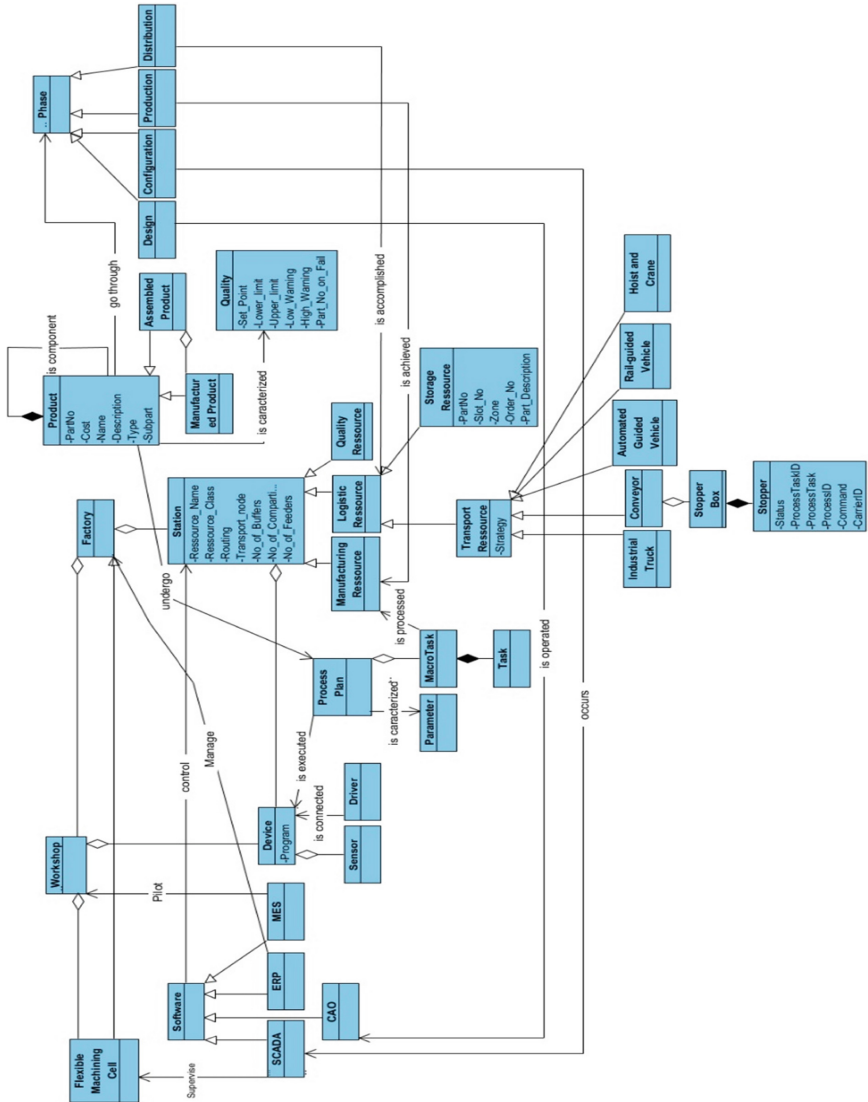 Flexible
Machining
Cell
Workshop
Factory
Product
-PartNo
-Cost
-Name
-Description
-Type
-Subpart
is component
go through
.. Phase
Supervise
Pilot
Manage
control
undergo
Software
SCADA
CAO
ERP
MES
Device
-Program
is connected
Sensor
Driver
is executed
Process
Plan
is caracterized
Parameter
MacroTask
Task
is processed
Station
-Ressource_Name
-Ressource_Class
-Routing
-Transport_node
-No_of_Buffers
-No_of_Comparti...
-No_of_Feeders
Manufactur
ed Product
Assembled
Product
is caracterized
Quality
-Set_Point
-Lower_limit
-Upper_limit
-Low_Warning
-High_Warning
-Part_No_on_Fail
Design
Configuration
Production
Distribution
Manufacturing
Ressource
Logistic
Ressource
Quality
Ressource
Storage
Ressource
-PartNo
-Slot_No
-Zone
-Order_No
-Part_Description
is accomplished
is achieved
is operated
occurs
Transport
Ressource
-Strategy
Industrial
Truck
Conveyor
Automated
Guided
Vehicle
Rail-guided
Vehicle
Hoist and
Crane
Stopper
Box
Stopper
-Status
-ProcessTaskID
-ProcessTask
-ProcessID
-Command
-CarrierID